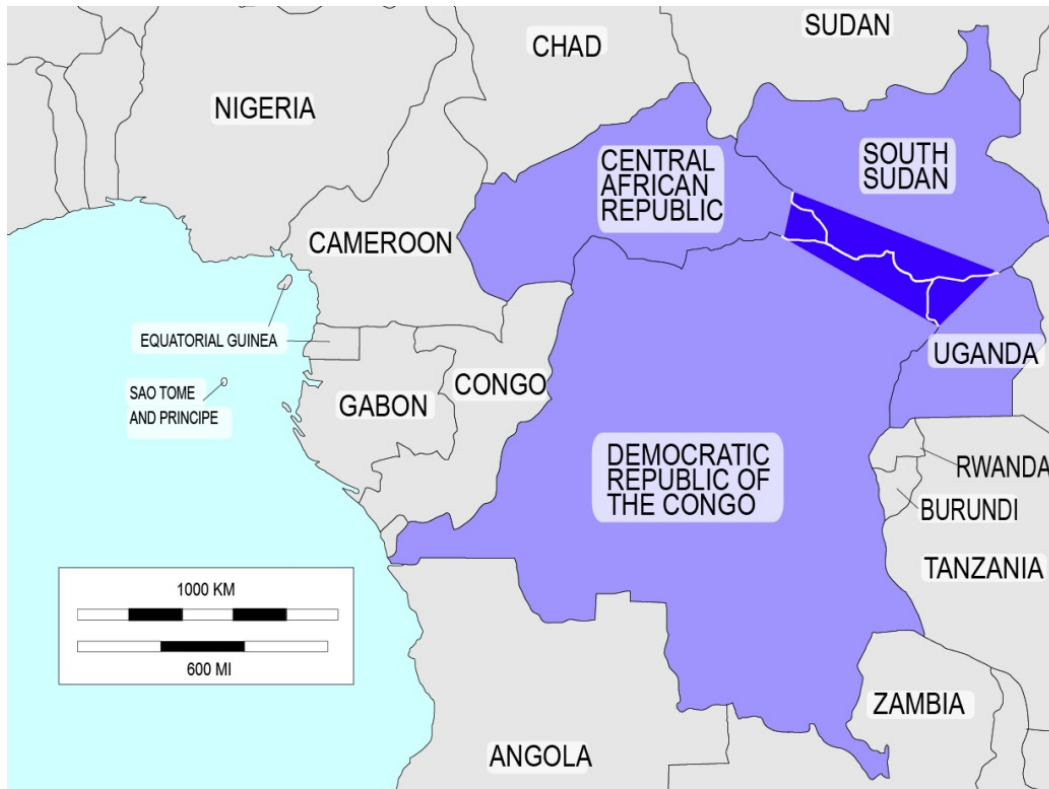 SUDAN
CHAD
NIGERIA
CENTRAL
AFRICAN
REPUBLIC
SOUTH
SUDAN
CAMEROON
EQUATORIAL GUINEA
UGANDA
SAO TOME
AND PRINCIPE
GABON
CONGO
DEMOCRATIC
REPUBLIC OF
THE CONGO
RWANDA
BURUNDI
TANZANIA
1000 KM
600 MI
ZAMBIA
ANGOLA